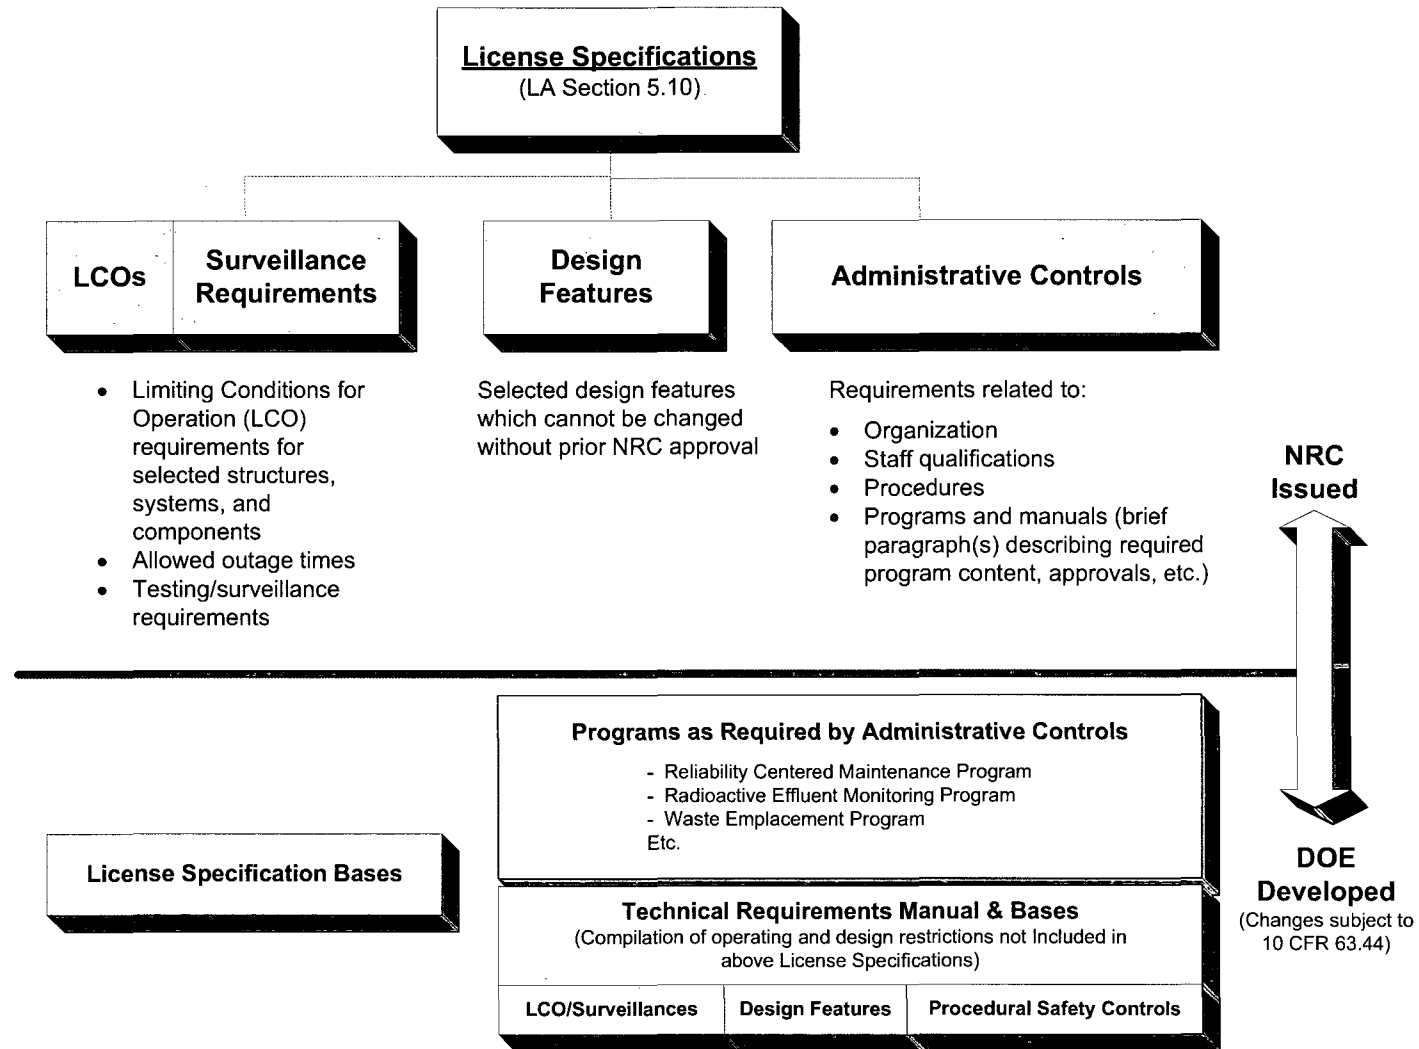 License Specifications
(LA Section 5.10)
LCOs
Surveillance
Requirements
Design
Features
Administrative Controls
• Limiting Conditions for
Operation (LCO)
requirements for
selected structures,
systems, and
components
• Allowed outage times
• Testing/surveillance
requirements
Selected design features
which cannot be changed
without prior NRC approval
Requirements related to:
• Organization
• Staff qualifications
• Procedures
• Programs and manuals (brief
paragraph(s) describing required
program content, approvals, etc.)
NRC
Issued
Programs as Required by Administrative Controls
- Reliability Centered Maintenance Program
- Radioactive Effluent Monitoring Program
- Waste Emplacement Program
Etc.
License Specification Bases
Technical Requirements Manual & Bases
(Compilation of operating and design restrictions not Included in
above License Specifications)
LCO/Surveillances
Design Features
Procedural Safety Controls
DOE
Developed
(Changes subject to
10 CFR 63.44)